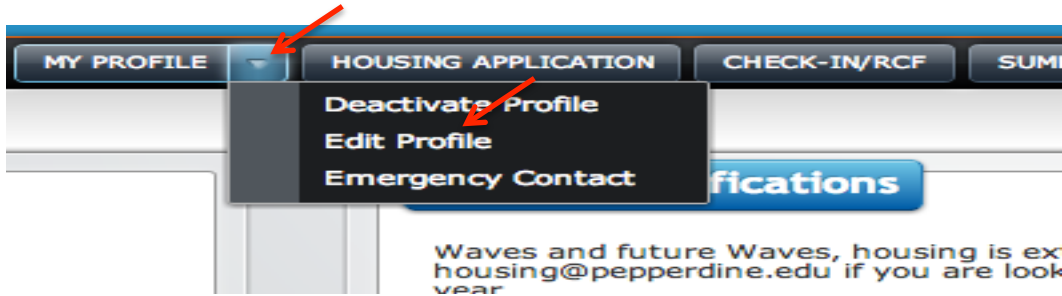 MY PROFILE HOUSING APPLICATION CHECK-IN/RCF
Deactivate Profile
Edit Profile
Emergency Contact
fications
Waves and future Waves, housing is ex
housing@pepperdine.edu if you are look
year